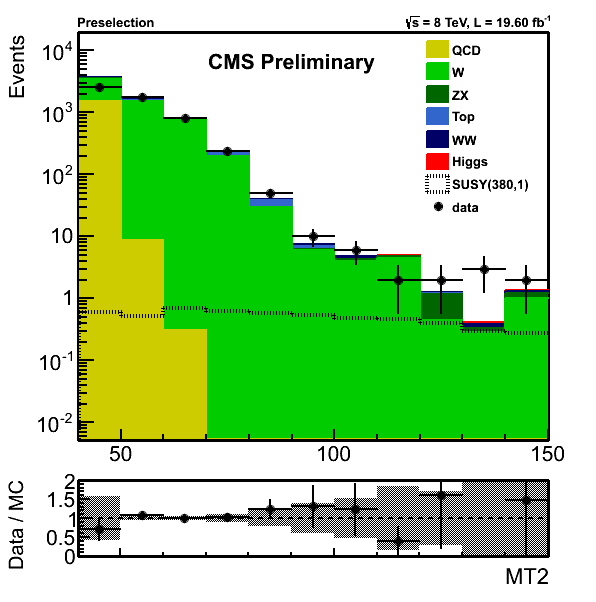 Preselection
√s = 8 TeV, L = 19.60 fb⁻¹
CMS Preliminary
Events
10⁴
10³
10²
10
1
10⁻¹
10⁻²
QCD
W
ZX
Top
WW
Higgs
SUSY(380,1)
data
50
100
150
Data / MC
2
1.5
1
0.5
0
MT2